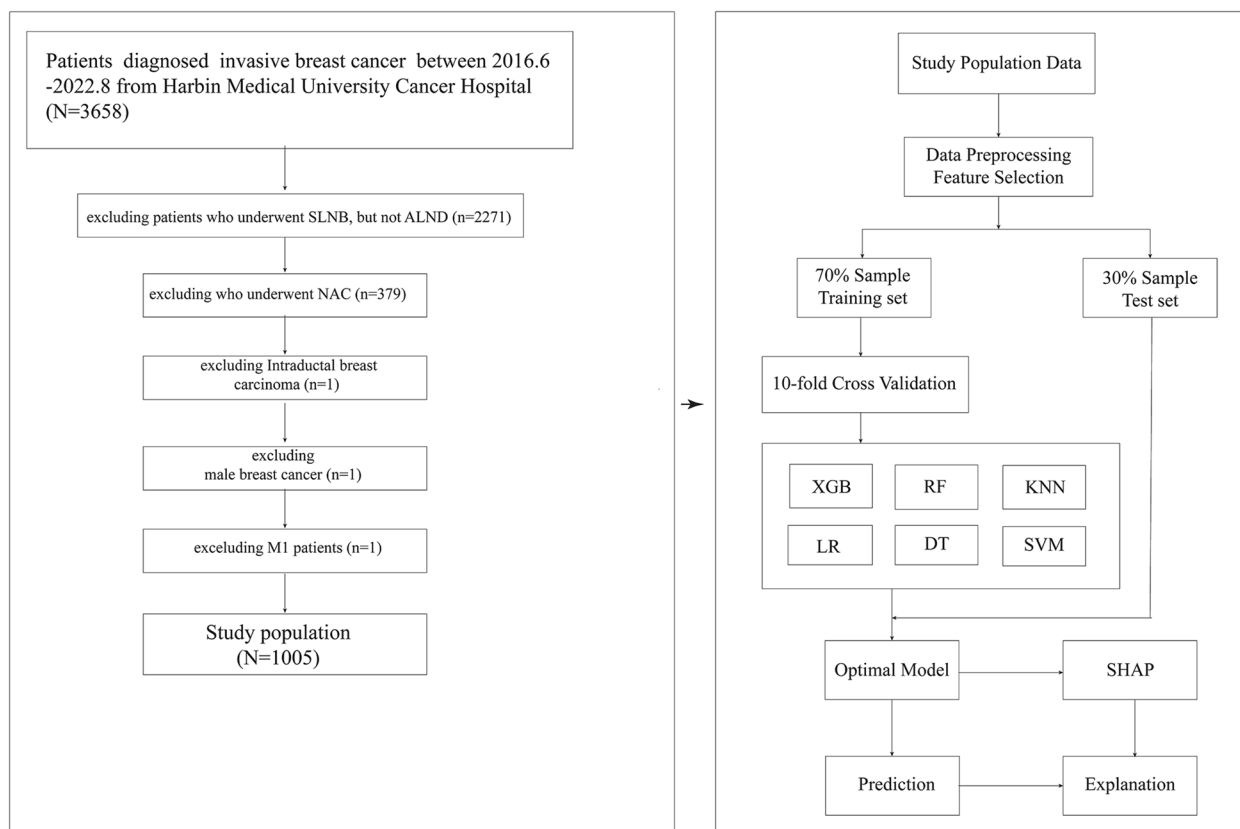 Patients diagnosed invasive breast cancer between 2016.6
-2022.8 from Harbin Medical University Cancer Hospital
(N=3658)
excluding patients who underwent SLNB, but not ALND (n=2271)
excluding who underwent NAC (n=379)
excluding Intraductal breast
carcinoma (n=1)
excluding
male breast cancer (n=1)
exceluding M1 patients (n=1)
Study population
(N=1005)
Study Population Data
Data Preprocessing
Feature Selection
70% Sample
Training set
30% Sample
Test set
10-fold Cross Validation
XGB
RF
KNN
LR
DT
SVM
Optimal Model
SHAP
Prediction
Explanation